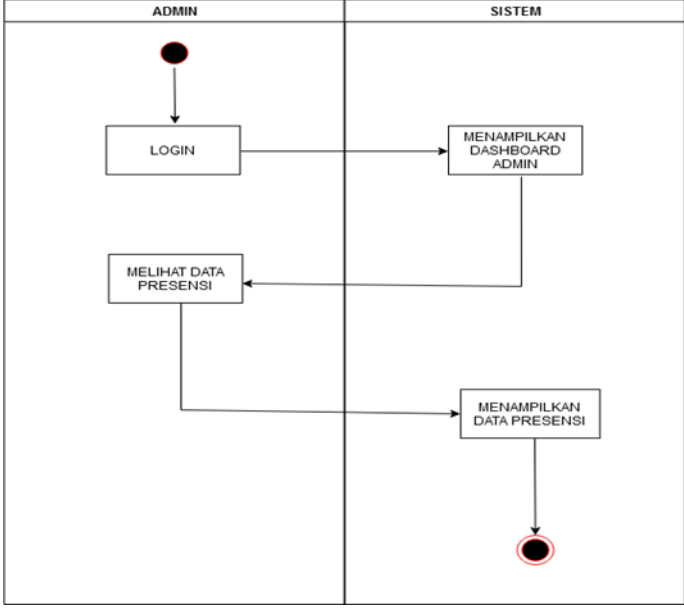 ADMIN
SISTEM
LOGIN
MENAMPILKAN
DASHBOARD
ADMIN
MELIHAT DATA
PRESENSI
MENAMPILKAN
DATA PRESENSI